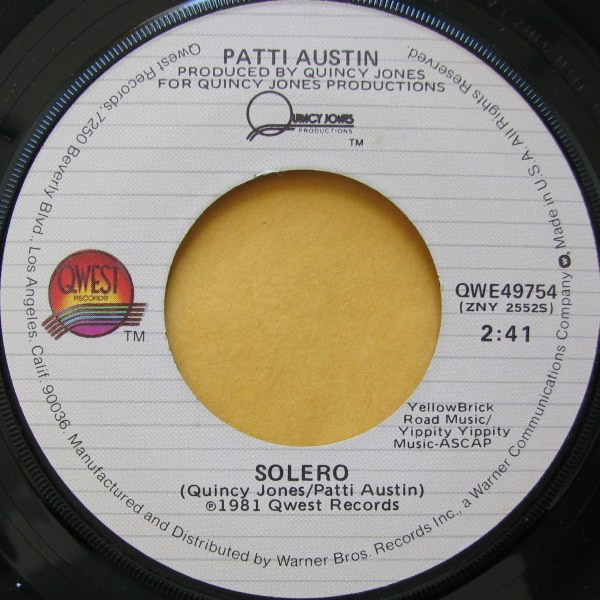 PATTI AUSTIN
PRODUCED BY QUINCY JONES
FOR QUINCY JONES PRODUCTIONS
QUINCY JONES
PRODUCTIONS
TM
QWEST
RECORDS
TM
QWE49754
(ZNY 2552S)
2:41
YellowBrick
Road Music/
Yippity Yippity
Music-ASCAP
SOLERO
(Quincy Jones/Patti Austin)
℗1981 Qwest Records
Qwest Records, 7250 Beverly Blvd., Los Angeles, Calif. 90036. Manufactured and Distributed by Warner Bros. Records Inc., a Warner Communications Company. Made in U.S.A. All Rights Reserved.